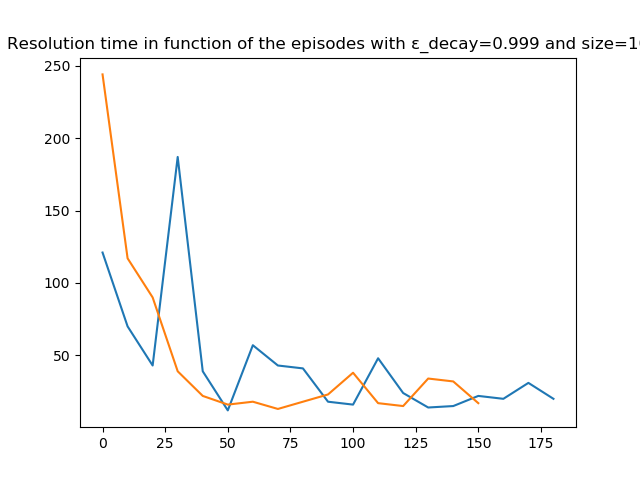 Resolution time in function of the episodes with ε_decay=0.999 and size=10
250
200
150
100
50
0 25 50 75 100 125 150 175